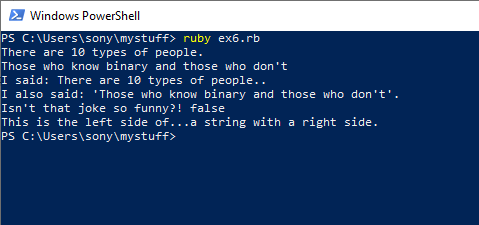 Windows PowerShell
PS C:\Users\sony\mystuff> ruby ex6.rb
There are 10 types of people.
Those who know binary and those who don't
I said: There are 10 types of people..
I also said: 'Those who know binary and those who don't'.
Isn't that joke so funny?! false
This is the left side of...a string with a right side.
PS C:\Users\sony\mystuff>